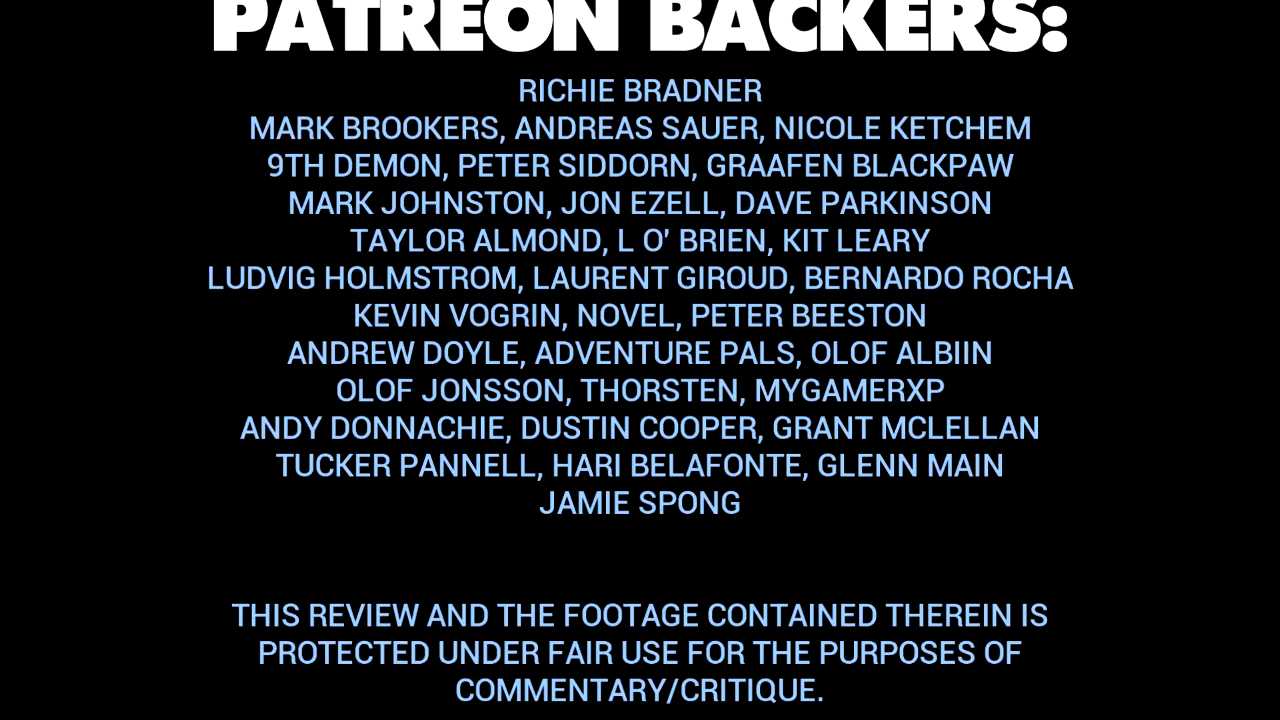 PATREON BACKERS:
RICHIE BRADNER
MARK BROOKERS, ANDREAS SAUER, NICOLE KETCHEM
9TH DEMON, PETER SIDDORN, GRAAFEN BLACKPAW
MARK JOHNSTON, JON EZELL, DAVE PARKINSON
TAYLOR ALMOND, L O' BRIEN, KIT LEARY
LUDVIG HOLMSTROM, LAURENT GIROUD, BERNARDO ROCHA
KEVIN VOGRIN, NOVEL, PETER BEESTON
ANDREW DOYLE, ADVENTURE PALS, OLOF ALBIIN
OLOF JONSSON, THORSTEN, MYGAMERXP
ANDY DONNACHIE, DUSTIN COOPER, GRANT MCLELLAN
TUCKER PANNELL, HARI BELAFONTE, GLENN MAIN
JAMIE SPONG
THIS REVIEW AND THE FOOTAGE CONTAINED THEREIN IS
PROTECTED UNDER FAIR USE FOR THE PURPOSES OF
COMMENTARY/CRITIQUE.